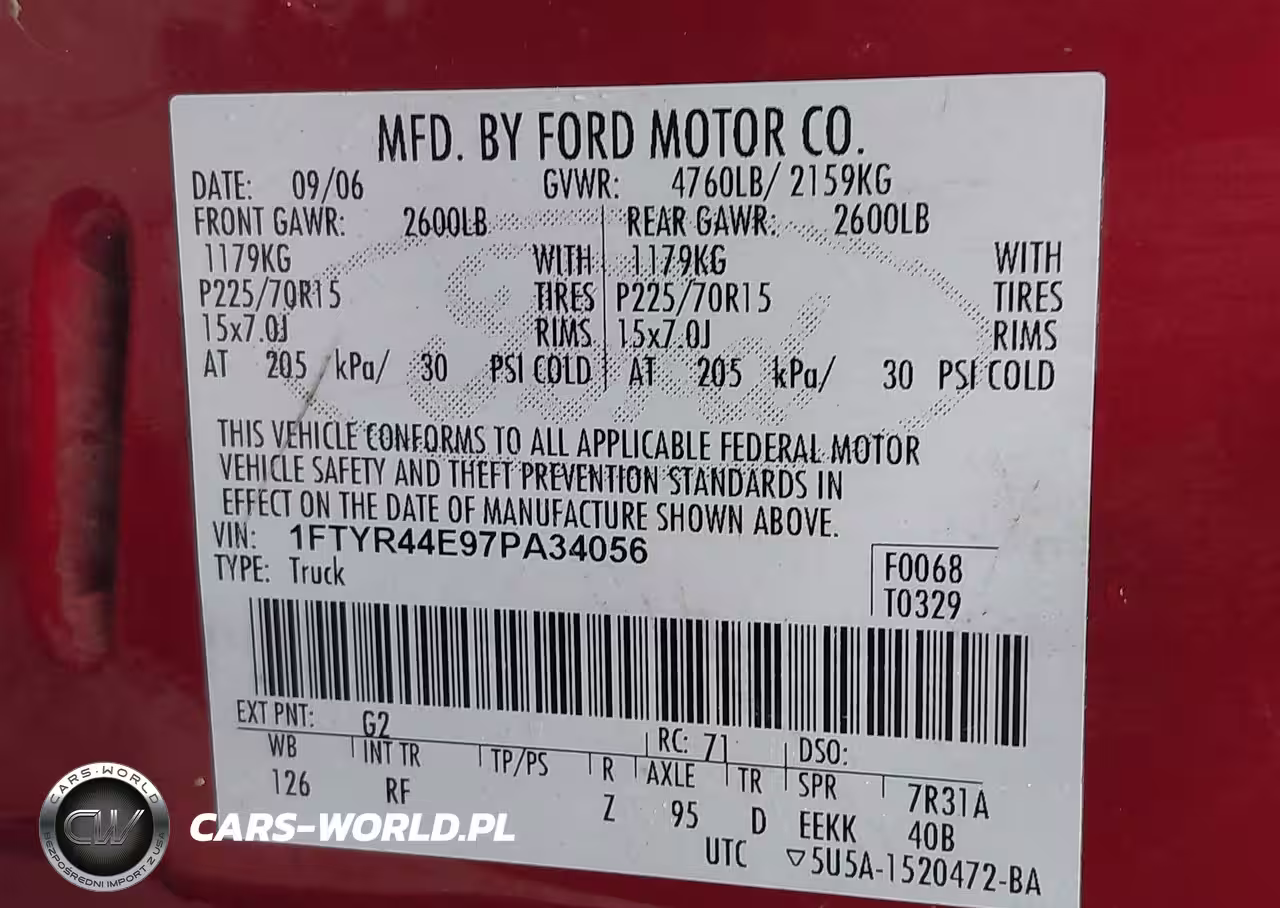 MFD. BY FORD MOTOR CO.
DATE: 09/06 GVWR: 4760LB/ 2159KG
FRONT GAWR: 2600LB REAR GAWR: 2600LB
1179KG WITH 1179KG WITH
P225/70R15 TIRES P225/70R15 TIRES
15x7.0J RIMS 15x7.0J RIMS
AT 205 kPa/ 30 PSI COLD AT 205 kPa/ 30 PSI COLD
THIS VEHICLE CONFORMS TO ALL APPLICABLE FEDERAL MOTOR
VEHICLE SAFETY AND THEFT PREVENTION STANDARDS IN
EFFECT ON THE DATE OF MANUFACTURE SHOWN ABOVE.
VIN: 1FTYR44E97PA34056
TYPE: Truck
F0068
T0329
EXT PNT: G2 RC: 71 DSO:
WB INT TR TP/PS R AXLE TR SPR 7R31A
126 RF Z 95 D EEKK 40B
UTC ▽5U5A-1520472-BA
CARS-WORLD
BEZPOŚREDNI IMPORT Z USA
CW
CARS-WORLD.PL
Ford